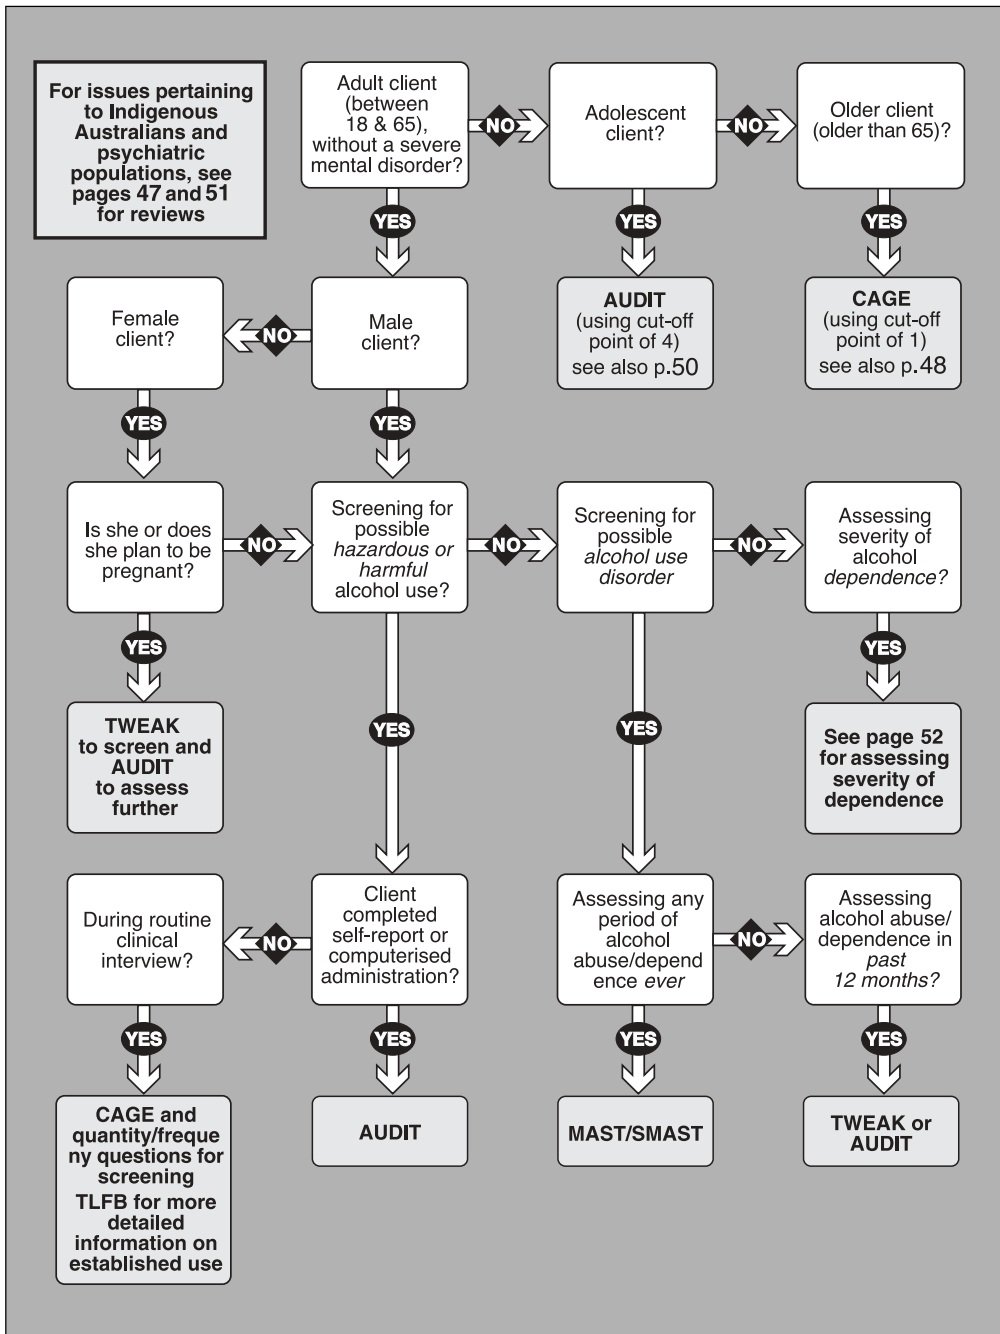 For issues pertaining
to Indigenous
Australians and
psychiatric
populations, see
pages 47 and 51
for reviews
Adult client
(between
18 & 65),
without a severe
mental disorder?
NO
Adolescent
client?
NO
Older client
(older than 65)?
YES
YES
YES
Female
client?
NO
Male
client?
AUDIT
(using cut-off
point of 4)
see also p.50
CAGE
(using cut-off
point of 1)
see also p.48
YES
YES
Is she or does
she plan to be
pregnant?
NO
Screening for
possible
hazardous or
harmful
alcohol use?
NO
Screening for
possible
alcohol use
disorder
NO
Assessing
severity of
alcohol
dependence?
YES
YES
YES
YES
TWEAK
to screen and
AUDIT
to assess
further
See page 52
for assessing
severity of
dependence
During routine
clinical
interview?
NO
Client
completed
self-report or
computerised
administration?
Assessing any
period of
alcohol
abuse/depend
ence ever
NO
Assessing
alcohol abuse/
dependence in
past
12 months?
YES
YES
YES
YES
CAGE and
quantity/freque
ny questions for
screening
TLFB for more
detailed
information on
established use
AUDIT
MAST/SMAST
TWEAK or
AUDIT